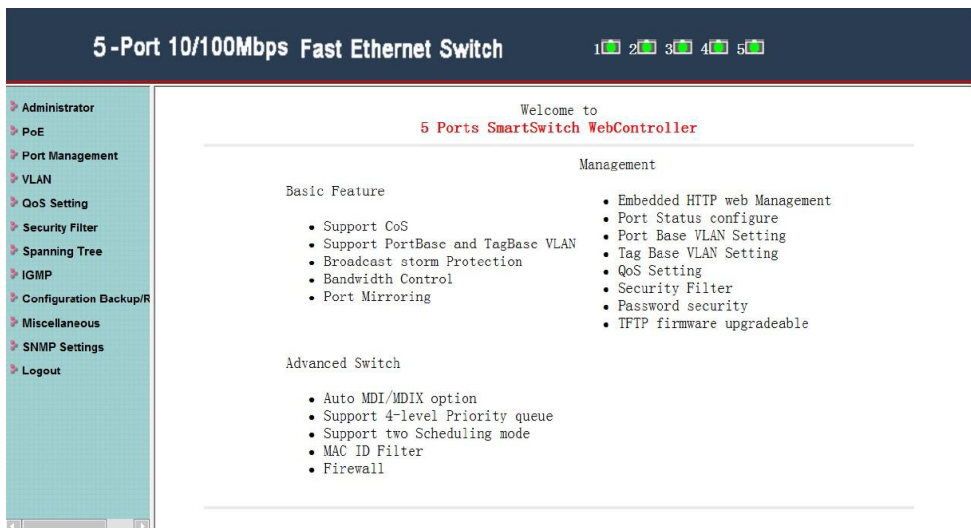 5-Port 10/100Mbps Fast Ethernet Switch
1 2 3 4 5
Administrator
PoE
Port Management
VLAN
QoS Setting
Security Filter
Spanning Tree
IGMP
Configuration Backup/R
Miscellaneous
SNMP Settings
Logout
Welcome to
5 Ports SmartSwitch WebController
Basic Feature
• Support CoS
• Support PortBase and TagBase VLAN
• Broadcast storm Protection
• Bandwidth Control
• Port Mirroring
Management
• Embedded HTTP web Management
• Port Status configure
• Port Base VLAN Setting
• Tag Base VLAN Setting
• QoS Setting
• Security Filter
• Password security
• TFTP firmware upgradeable
Advanced Switch
• Auto MDI/MDIX option
• Support 4-level Priority queue
• Support two Scheduling mode
• MAC ID Filter
• Firewall